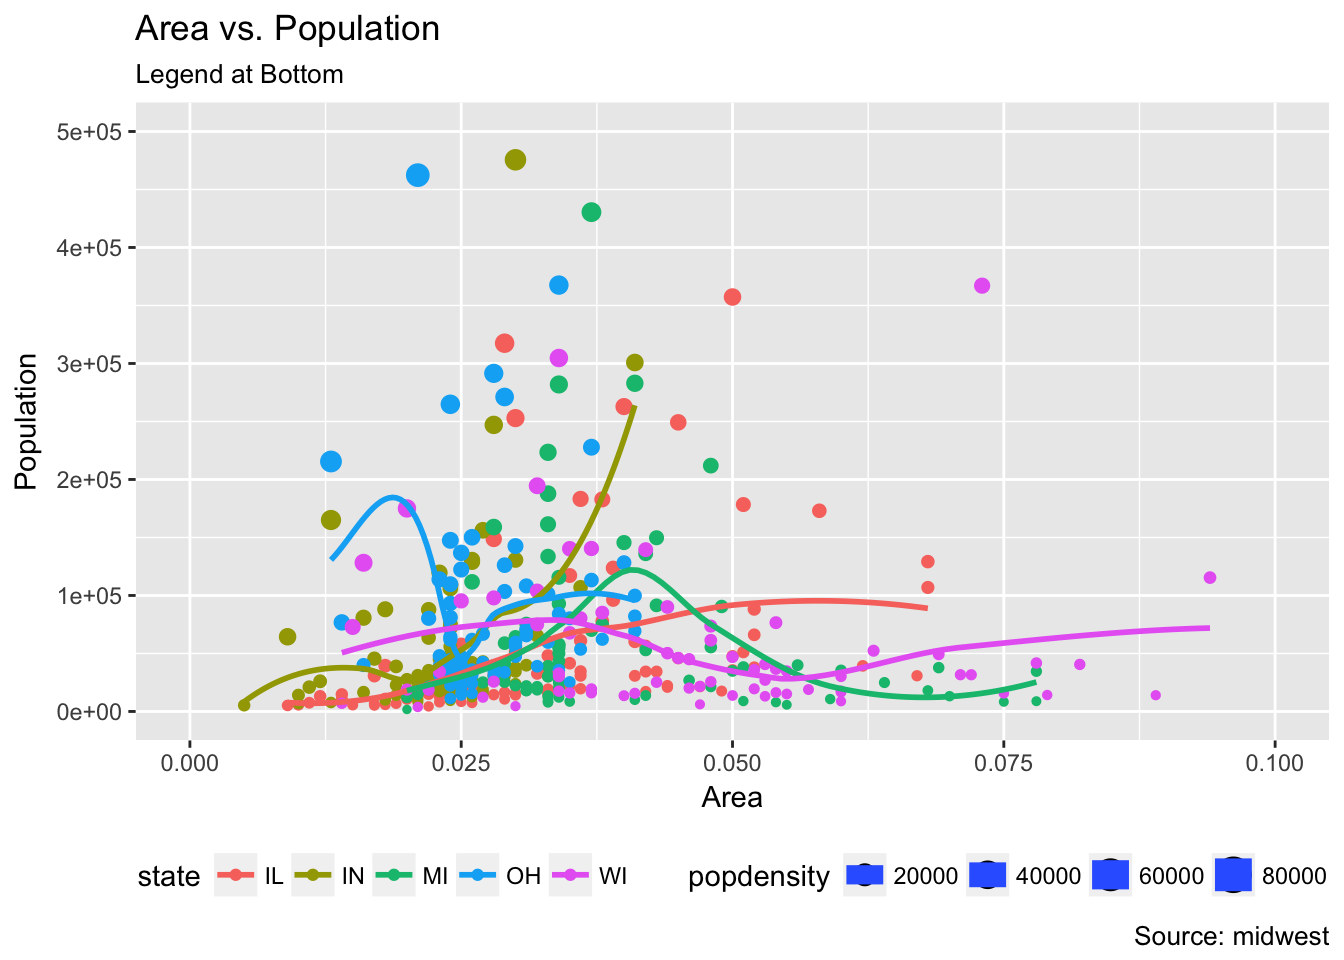 Area vs. Population
Legend at Bottom
Population
5e+05
4e+05
3e+05
2e+05
1e+05
0e+00
0.000 0.025 0.050 0.075 0.100
Area
state IL IN MI OH WI popdensity 20000 40000 60000 80000
Source: midwest